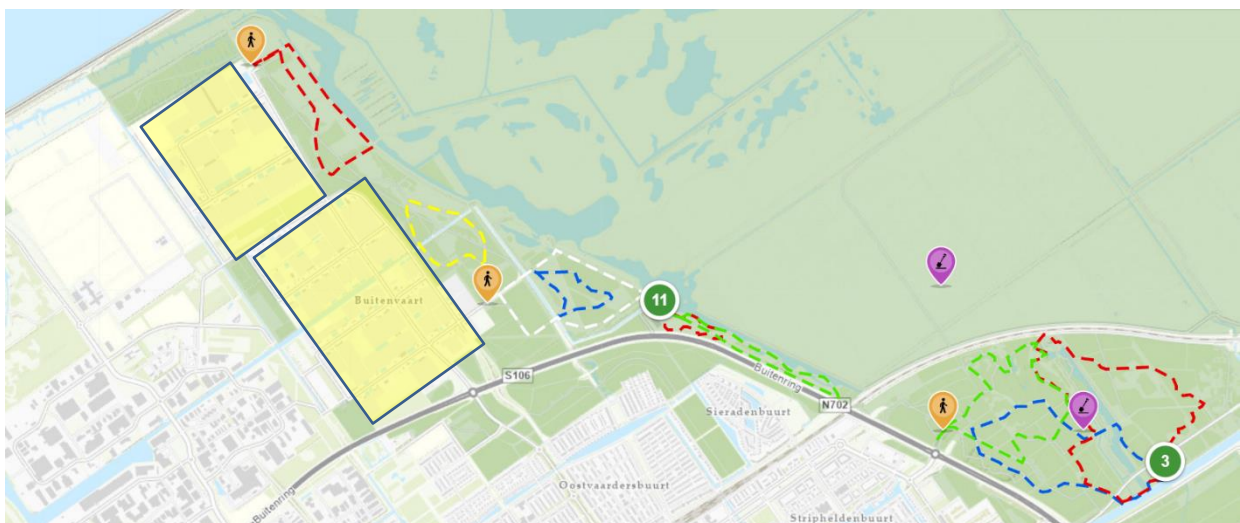 11
Buitenvaart
S106
Buitenring
N702
Sieradenbuurt
3
Oostvaardersbuurt
-Buitenring
Stripheldenbuurt